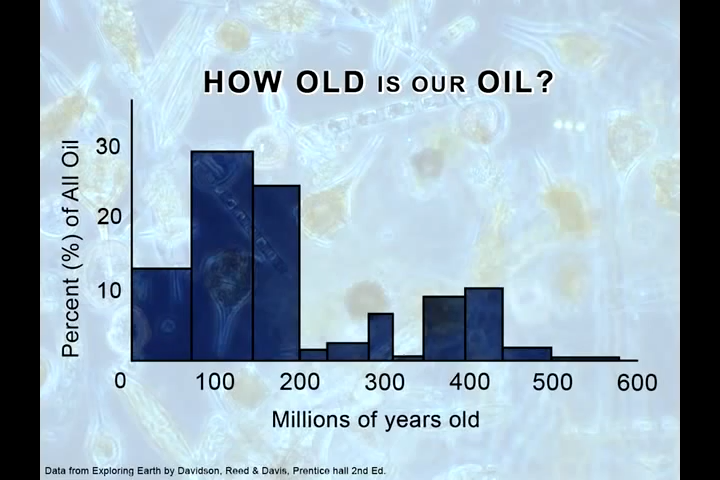 HOW OLD IS OUR OIL?
Percent (%) of All Oil
30
20
10
0 100 200 300 400 500 600
Millions of years old
Data from Exploring Earth by Davidson, Reed & Davis, Prentice hall 2nd Ed.